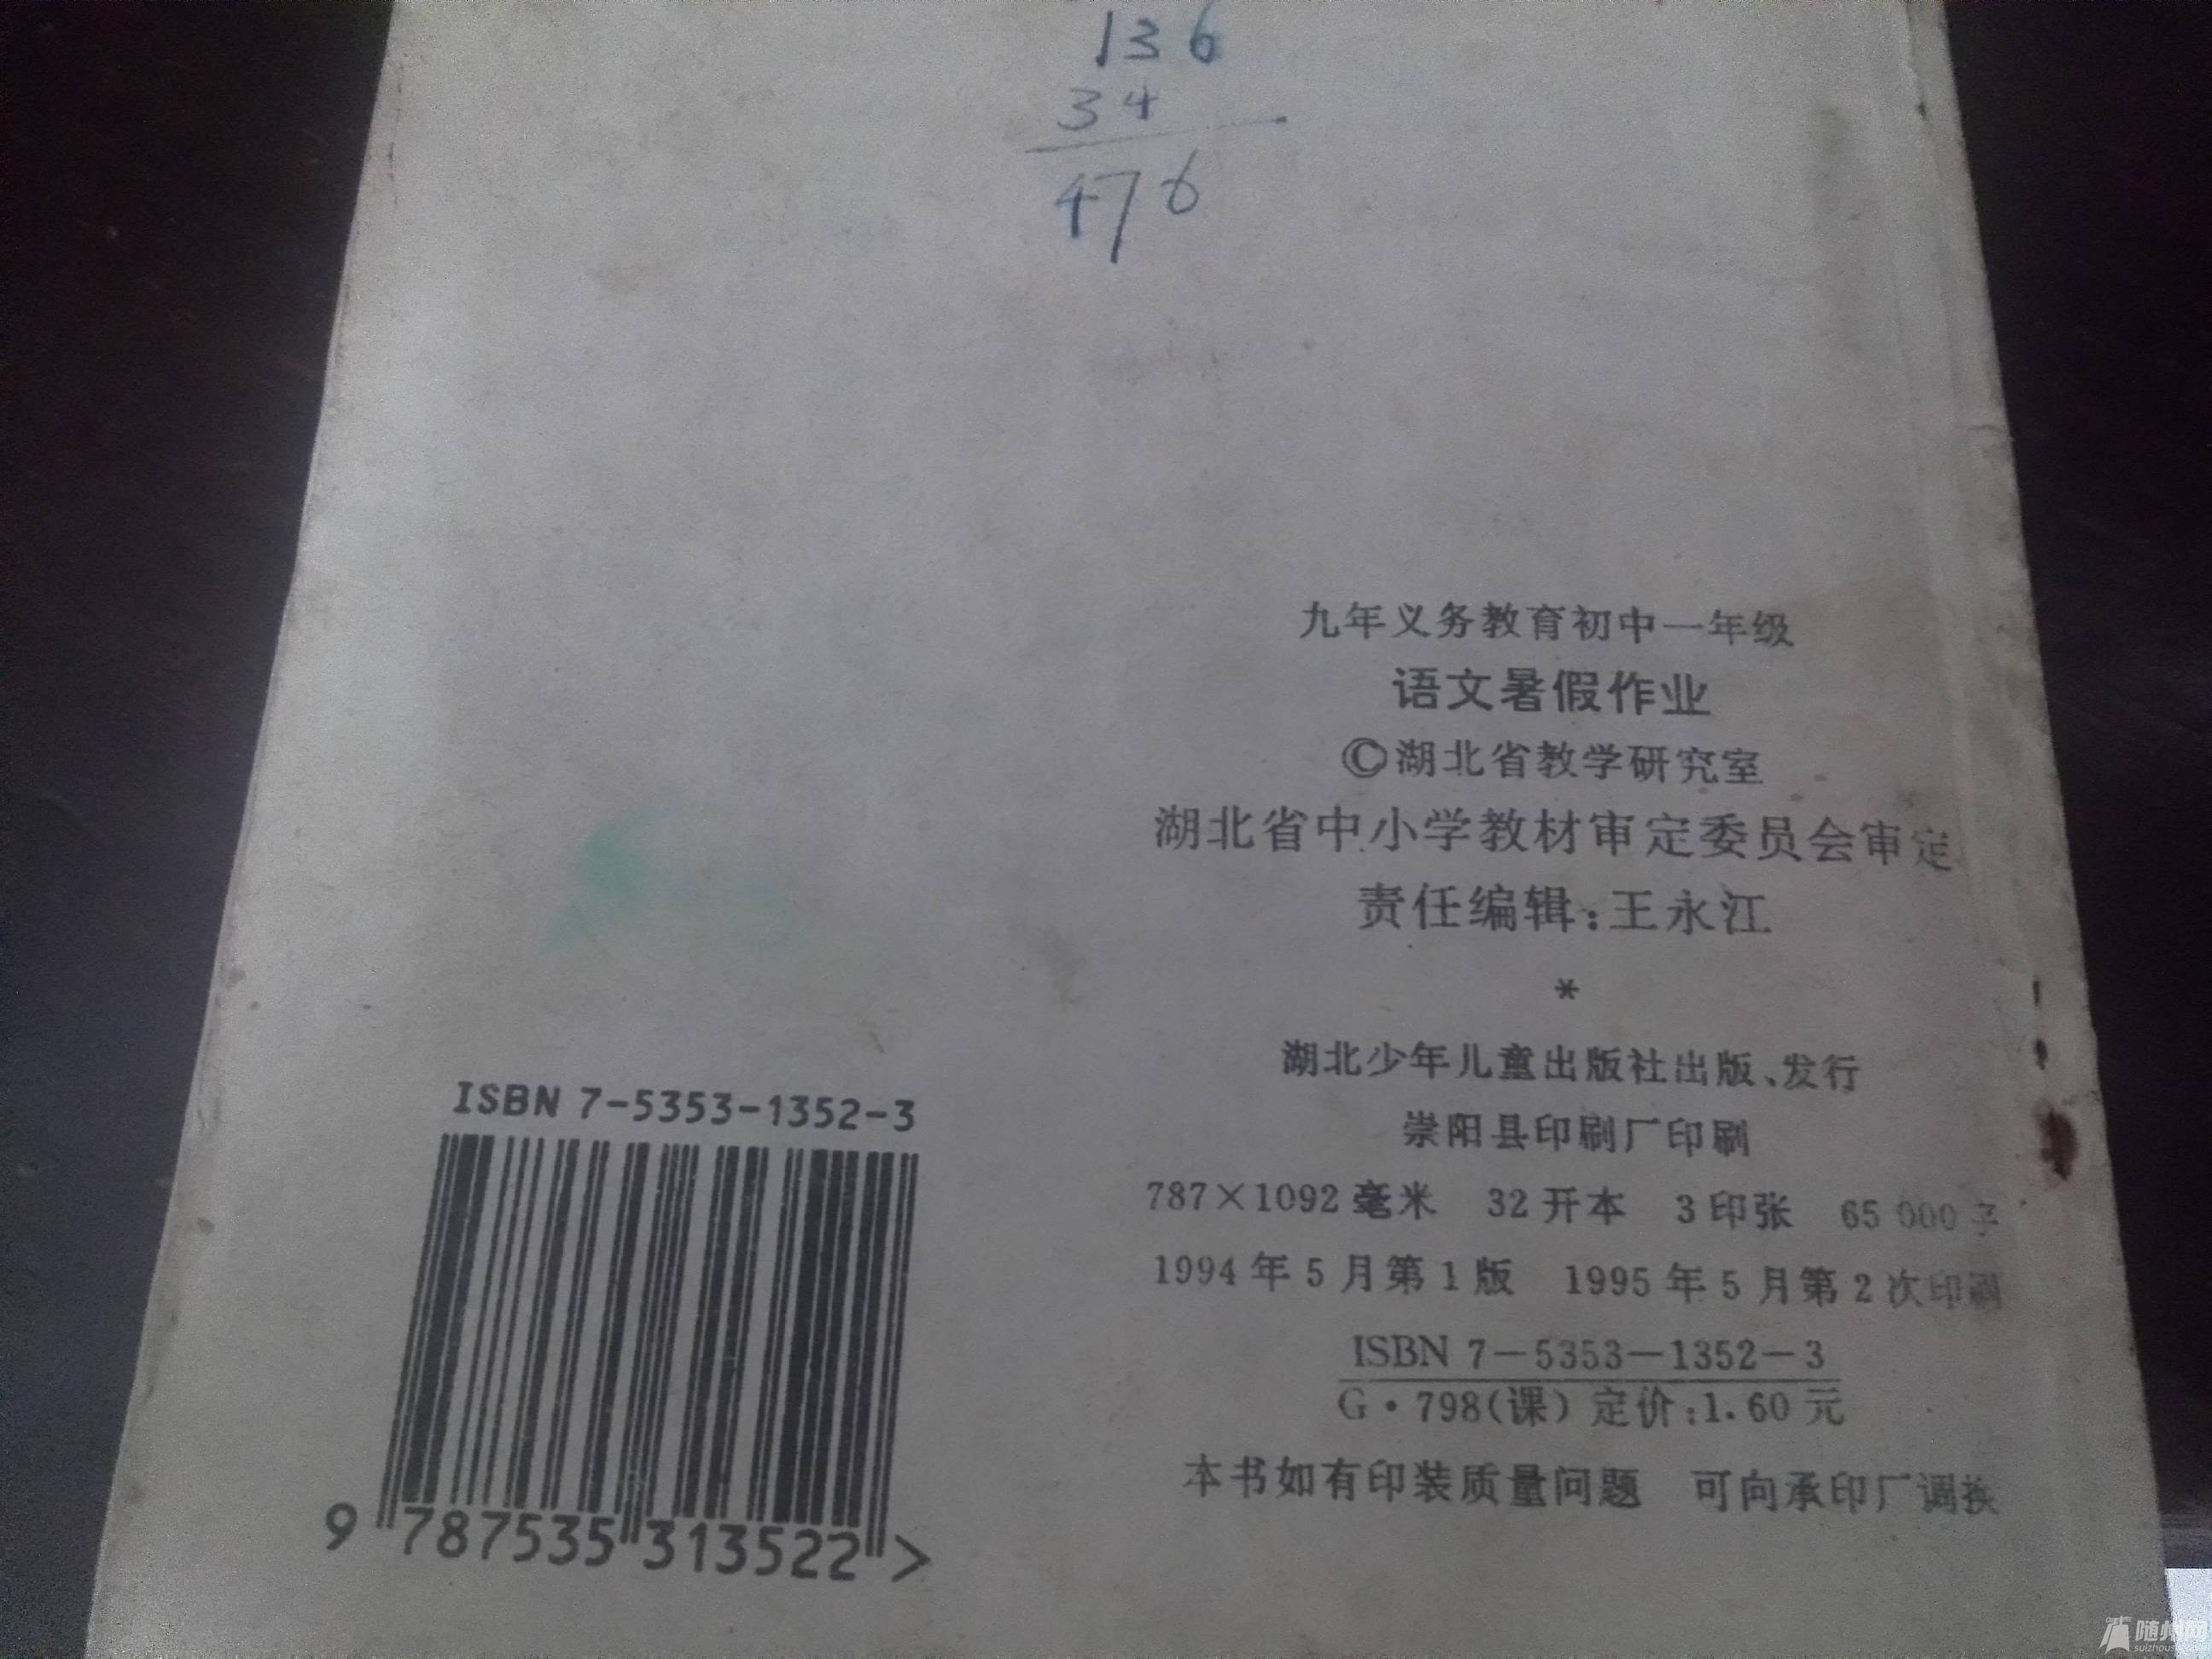 136
34
476
九年义务教育初中一年级
语文暑假作业
©湖北省教学研究室
湖北省中小学教材审定委员会审定
责任编辑:王永江
*
湖北少年儿童出版社出版、发行
崇阳县印刷厂印刷
787×1092毫米 32开本 3印张 65 000字
1994年5月第1版 1995年5月第2次印刷
ISBN 7-5353-1352-3
G·798(课) 定价:1.60元
本书如有印装质量问题 可向承印厂调换
ISBN 7-5353-1352-3
9 787535 313522 >
随州网